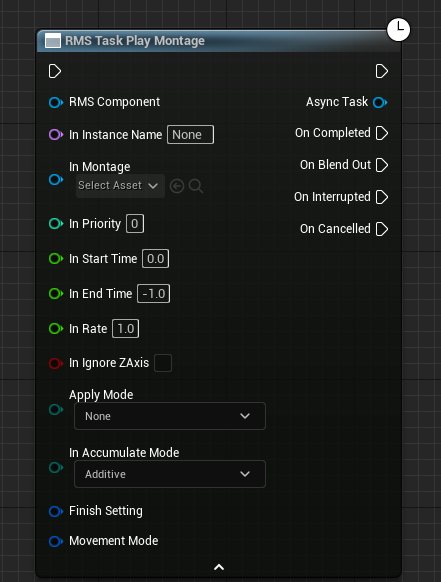 RMS Task Play Montage
RMS Component
Async Task
In Instance Name None
On Completed
In Montage
On Blend Out
Select Asset
On Interrupted
In Priority 0
On Cancelled
In Start Time 0.0
In End Time -1.0
In Rate 1.0
In Ignore ZAxis
Apply Mode
None
In Accumulate Mode
Additive
Finish Setting
Movement Mode